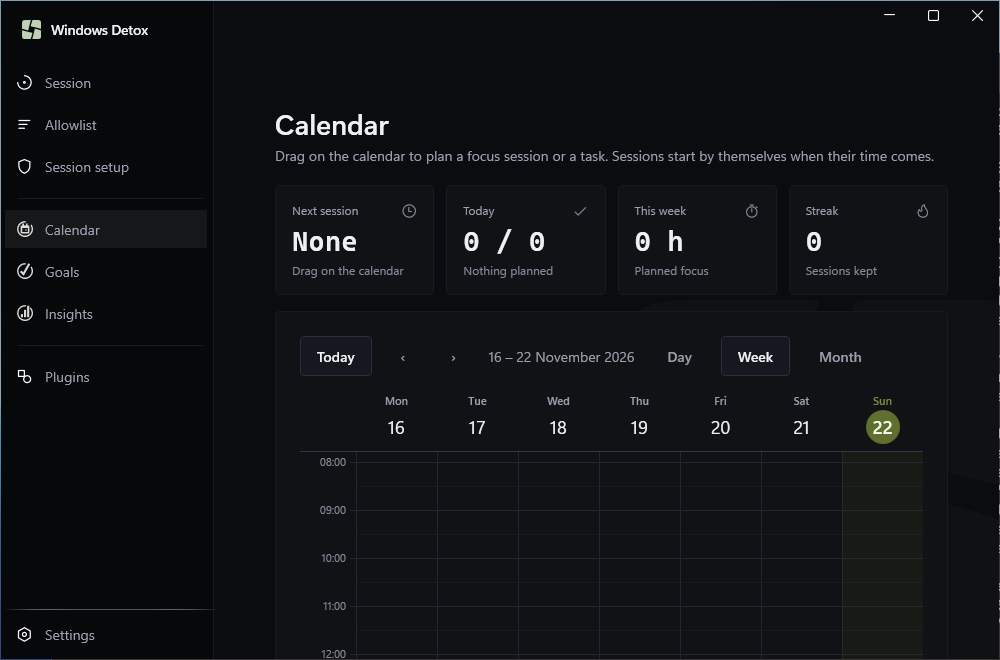 Windows Detox
Session
Allowlist
Session setup
Calendar
Goals
Insights
Plugins
Settings
Calendar
Drag on the calendar to plan a focus session or a task. Sessions start by themselves when their time comes.
Next session
None
Drag on the calendar
Today
0 / 0
Nothing planned
This week
0 h
Planned focus
Streak
0
Sessions kept
Today ‹ › 16 – 22 November 2026 Day Week Month
Mon Tue Wed Thu Fri Sat Sun
16 17 18 19 20 21 22
08:00
09:00
10:00
11:00
12:00